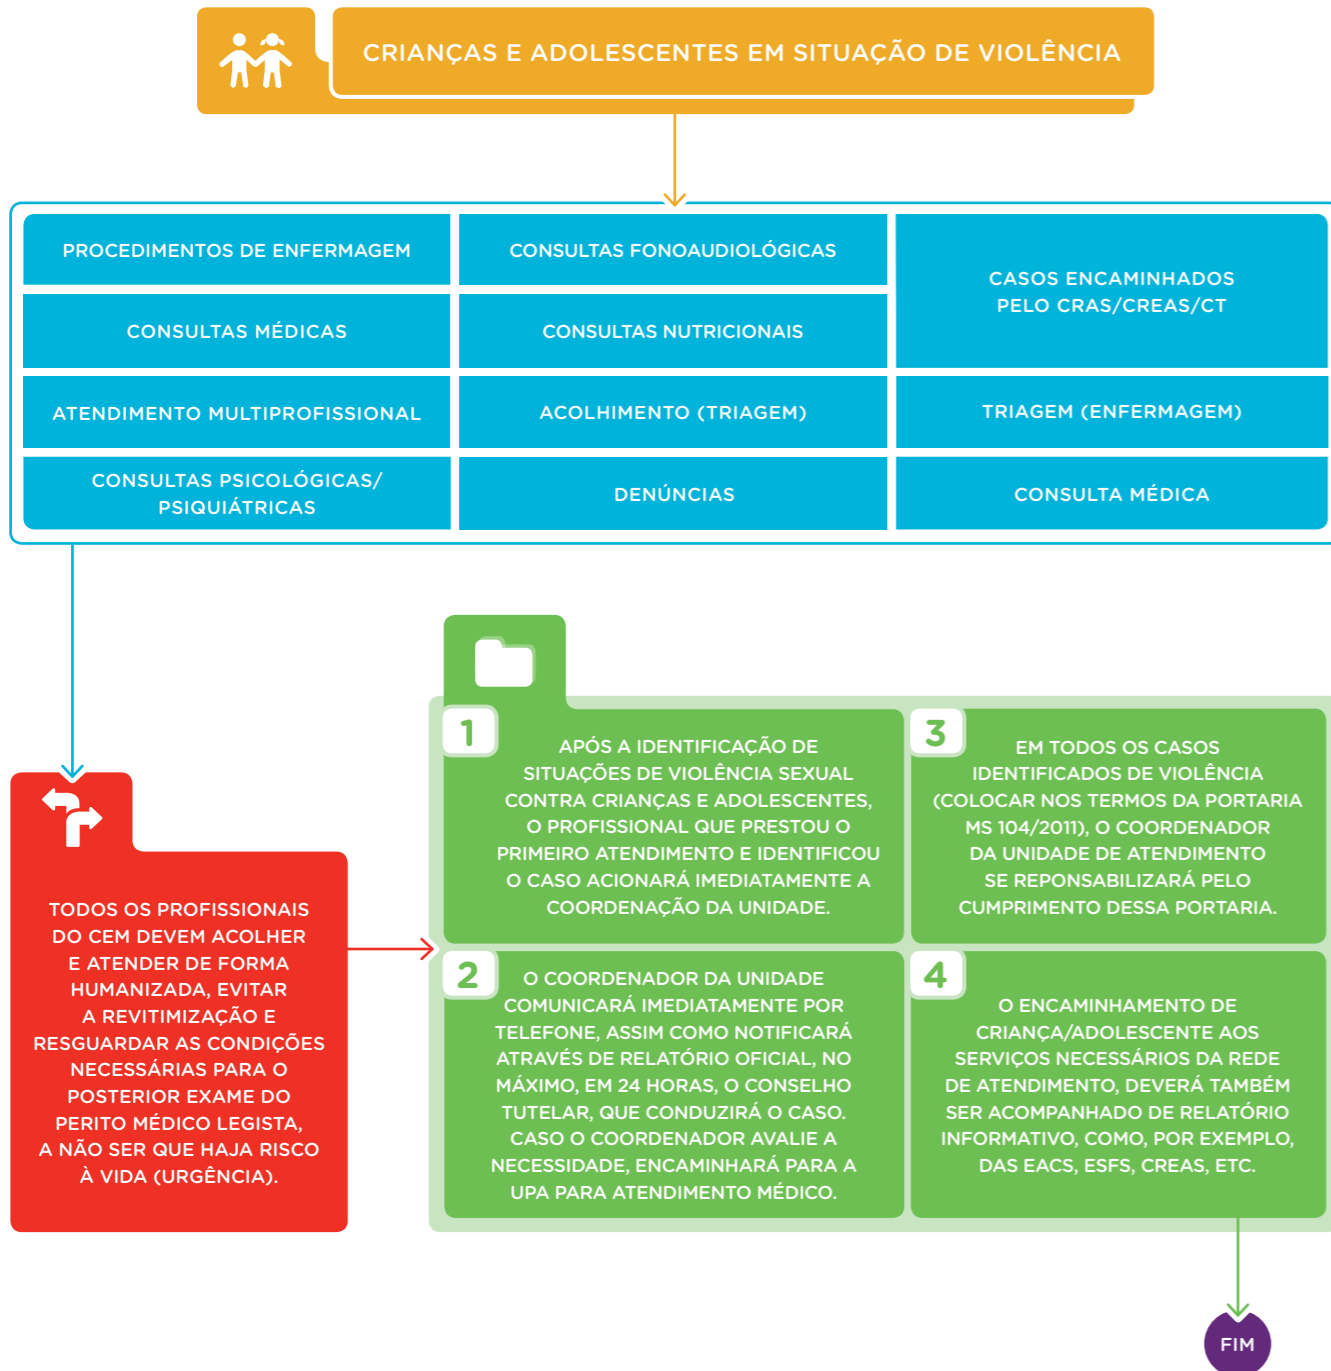 CRIANÇAS E ADOLESCENTES EM SITUAÇÃO DE VIOLÊNCIA
PROCEDIMENTOS DE ENFERMAGEM
CONSULTAS FONOAUDIOLÓGICAS
CASOS ENCAMINHADOS
PELO CRAS/CREAS/CT
CONSULTAS MÉDICAS
CONSULTAS NUTRICIONAIS
ATENDIMENTO MULTIPROFISSIONAL
ACOLHIMENTO (TRIAGEM)
TRIAGEM (ENFERMAGEM)
CONSULTAS PSICOLÓGICAS/
PSIQUIÁTRICAS
DENÚNCIAS
CONSULTA MÉDICA
TODOS OS PROFISSIONAIS
DO CEM DEVEM ACOLHER
E ATENDER DE FORMA
HUMANIZADA, EVITAR
A REVITIMIZAÇÃO E
RESGUARDAR AS CONDIÇÕES
NECESSÁRIAS PARA O
POSTERIOR EXAME DO
PERITO MÉDICO LEGISTA,
A NÃO SER QUE HAJA RISCO
À VIDA (URGÊNCIA).
1
APÓS A IDENTIFICAÇÃO DE
SITUAÇÕES DE VIOLÊNCIA SEXUAL
CONTRA CRIANÇAS E ADOLESCENTES,
O PROFISSIONAL QUE PRESTOU O
PRIMEIRO ATENDIMENTO E IDENTIFICOU
O CASO ACIONARÁ IMEDIATAMENTE A
COORDENAÇÃO DA UNIDADE.
2
O COORDENADOR DA UNIDADE
COMUNICARÁ IMEDIATAMENTE POR
TELEFONE, ASSIM COMO NOTIFICARÁ
ATRAVÉS DE RELATÓRIO OFICIAL, NO
MÁXIMO, EM 24 HORAS, O CONSELHO
TUTELAR, QUE CONDUZIRÁ O CASO.
CASO O COORDENADOR AVALIE A
NECESSIDADE, ENCAMINHARÁ PARA A
UPA PARA ATENDIMENTO MÉDICO.
3
EM TODOS OS CASOS
IDENTIFICADOS DE VIOLÊNCIA
(COLOCAR NOS TERMOS DA PORTARIA
MS 104/2011), O COORDENADOR
DA UNIDADE DE ATENDIMENTO
SE REPONSABILIZARÁ PELO
CUMPRIMENTO DESSA PORTARIA.
4
O ENCAMINHAMENTO DE
CRIANÇA/ADOLESCENTE AOS
SERVIÇOS NECESSÁRIOS DA REDE
DE ATENDIMENTO, DEVERÁ TAMBÉM
SER ACOMPANHADO DE RELATÓRIO
INFORMATIVO, COMO, POR EXEMPLO,
DAS EACS, ESFS, CREAS, ETC.
FIM